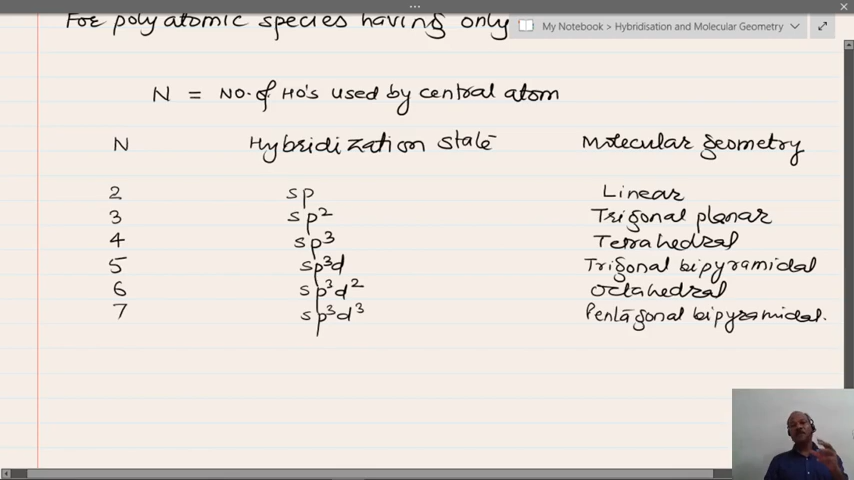 For polyatomic species having only
My Notebook > Hybridisation and Molecular Geometry
N = No. of HO's used by central atom
N Hybridization state Molecular geometry
2 sp Linear
3 sp² Trigonal planar
4 sp³ Tetrahedral
5 sp³d Trigonal bipyramidal
6 sp³d² Octahedral
7 sp³d³ Pentagonal bipyramidal.